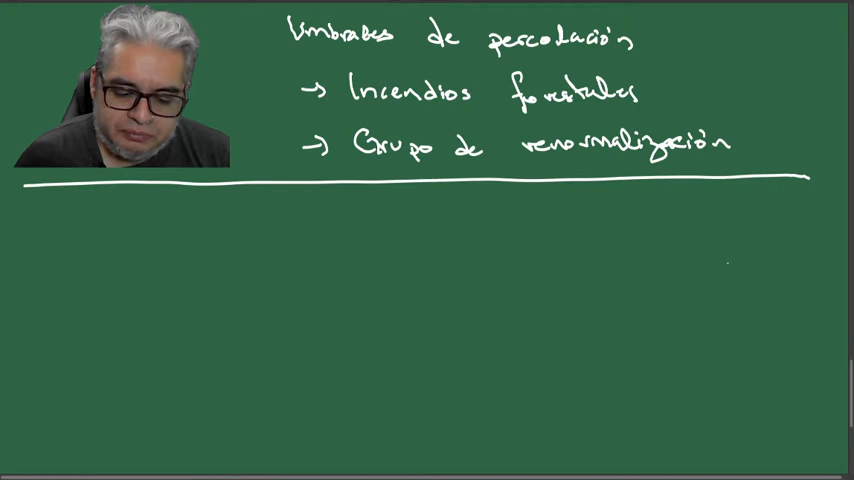 Umbrales de percolación
→ Incendios forestales
→ Grupo de renormalización